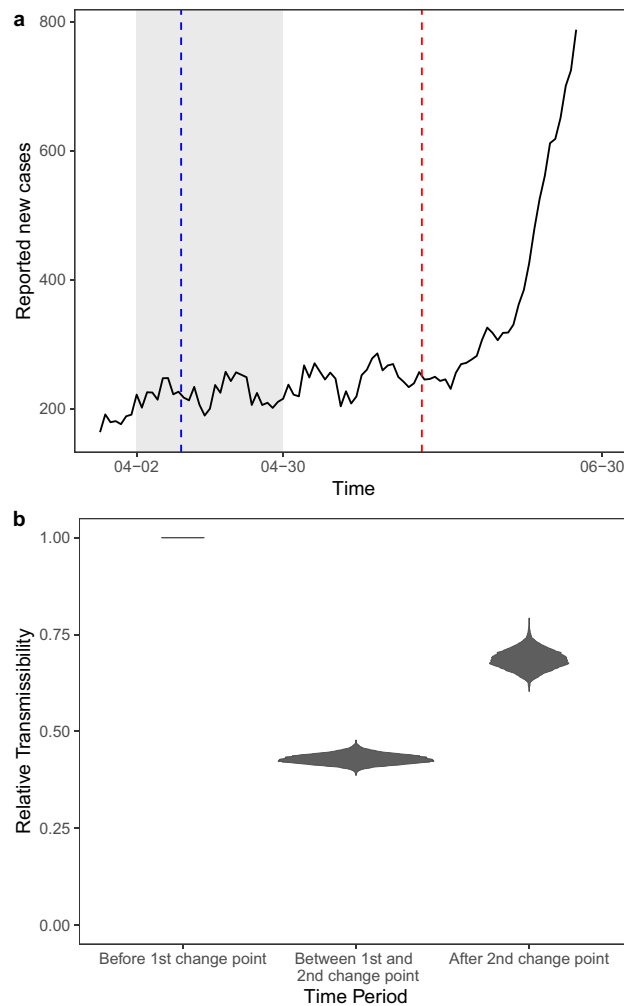 a
800
600
400
200
Reported new cases
04-02
04-30
06-30
Time
b
1.00
0.75
0.50
0.25
0.00
Relative Transmissibility
Before 1st change point
Between 1st and
2nd change point
After 2nd change point
Time Period